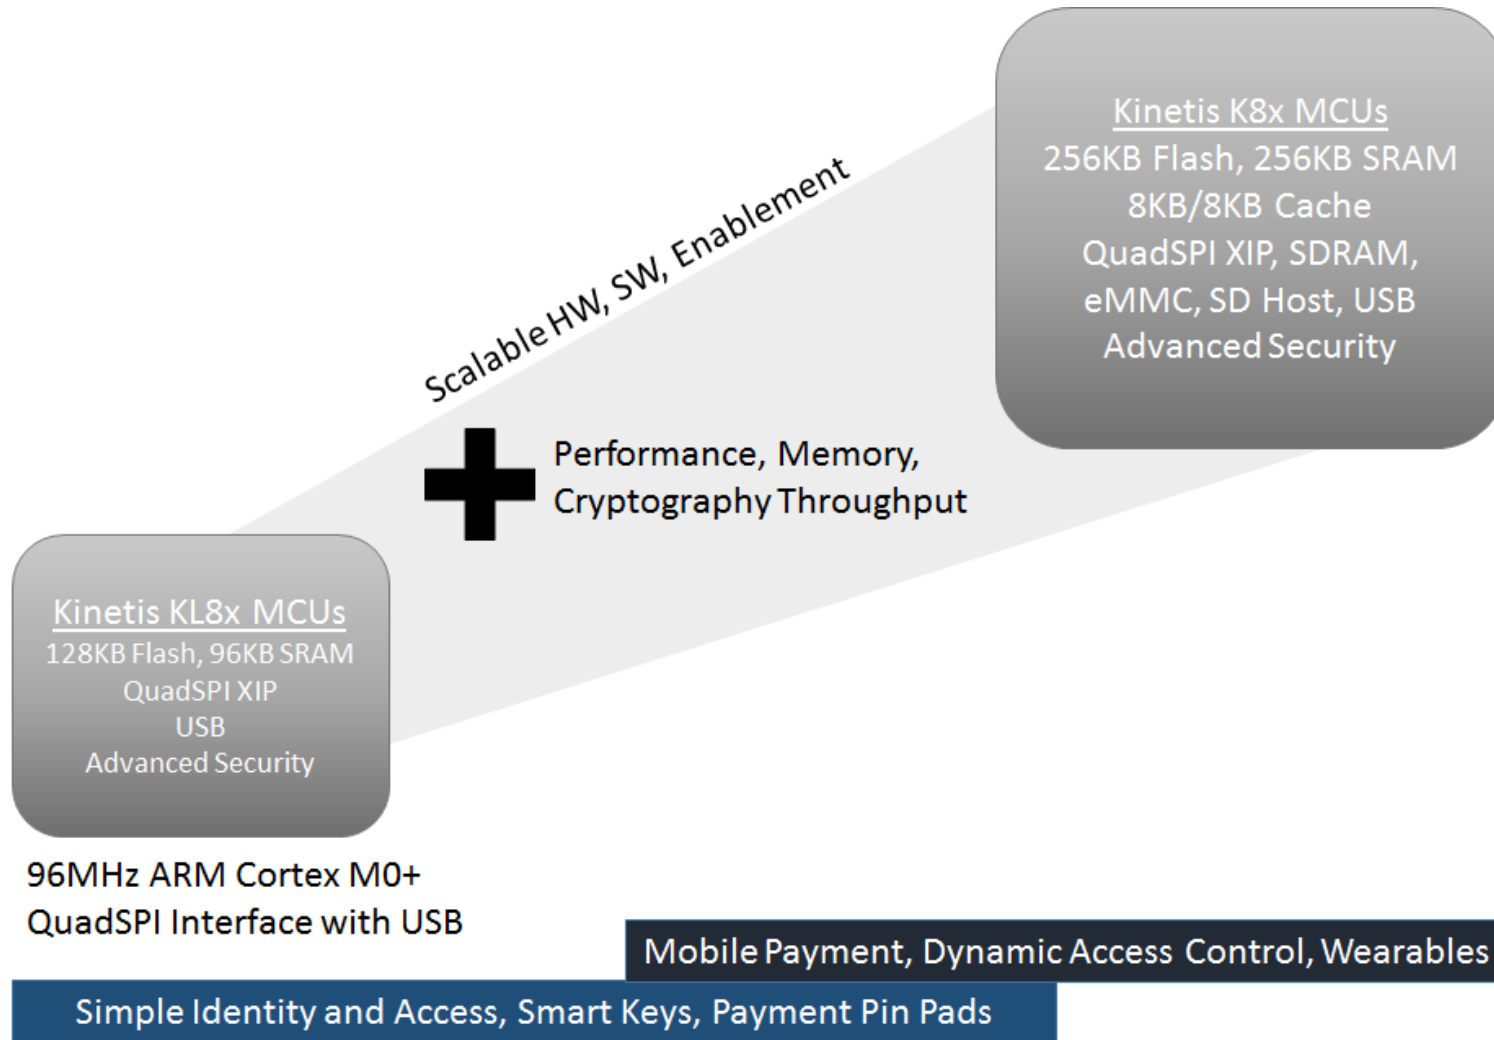 Kinetis K8x MCUs
256KB Flash, 256KB SRAM
8KB/8KB Cache
QuadSPI XIP, SDRAM,
eMMC, SD Host, USB
Advanced Security
Scalable HW, SW, Enablement
Performance, Memory,
Cryptography Throughput
Kinetis KL8x MCUs
128KB Flash, 96KB SRAM
QuadSPI XIP
USB
Advanced Security
96MHz ARM Cortex M0+
QuadSPI Interface with USB
Mobile Payment, Dynamic Access Control, Wearables
Simple Identity and Access, Smart Keys, Payment Pin Pads